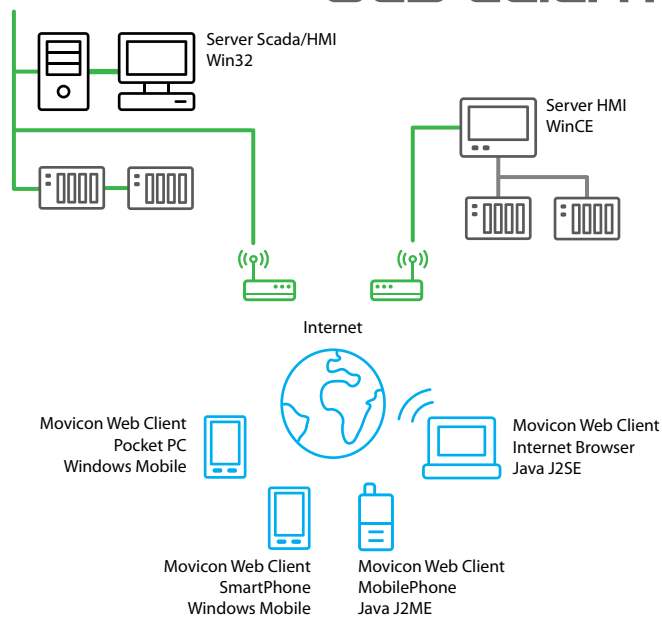 Server Scada/HMI
Win32
Server HMI
WinCE
Internet
Movicon Web Client
Pocket PC
Windows Mobile
Movicon Web Client
Internet Browser
Java J2SE
Movicon Web Client
SmartPhone
Windows Mobile
Movicon Web Client
MobilePhone
Java J2ME